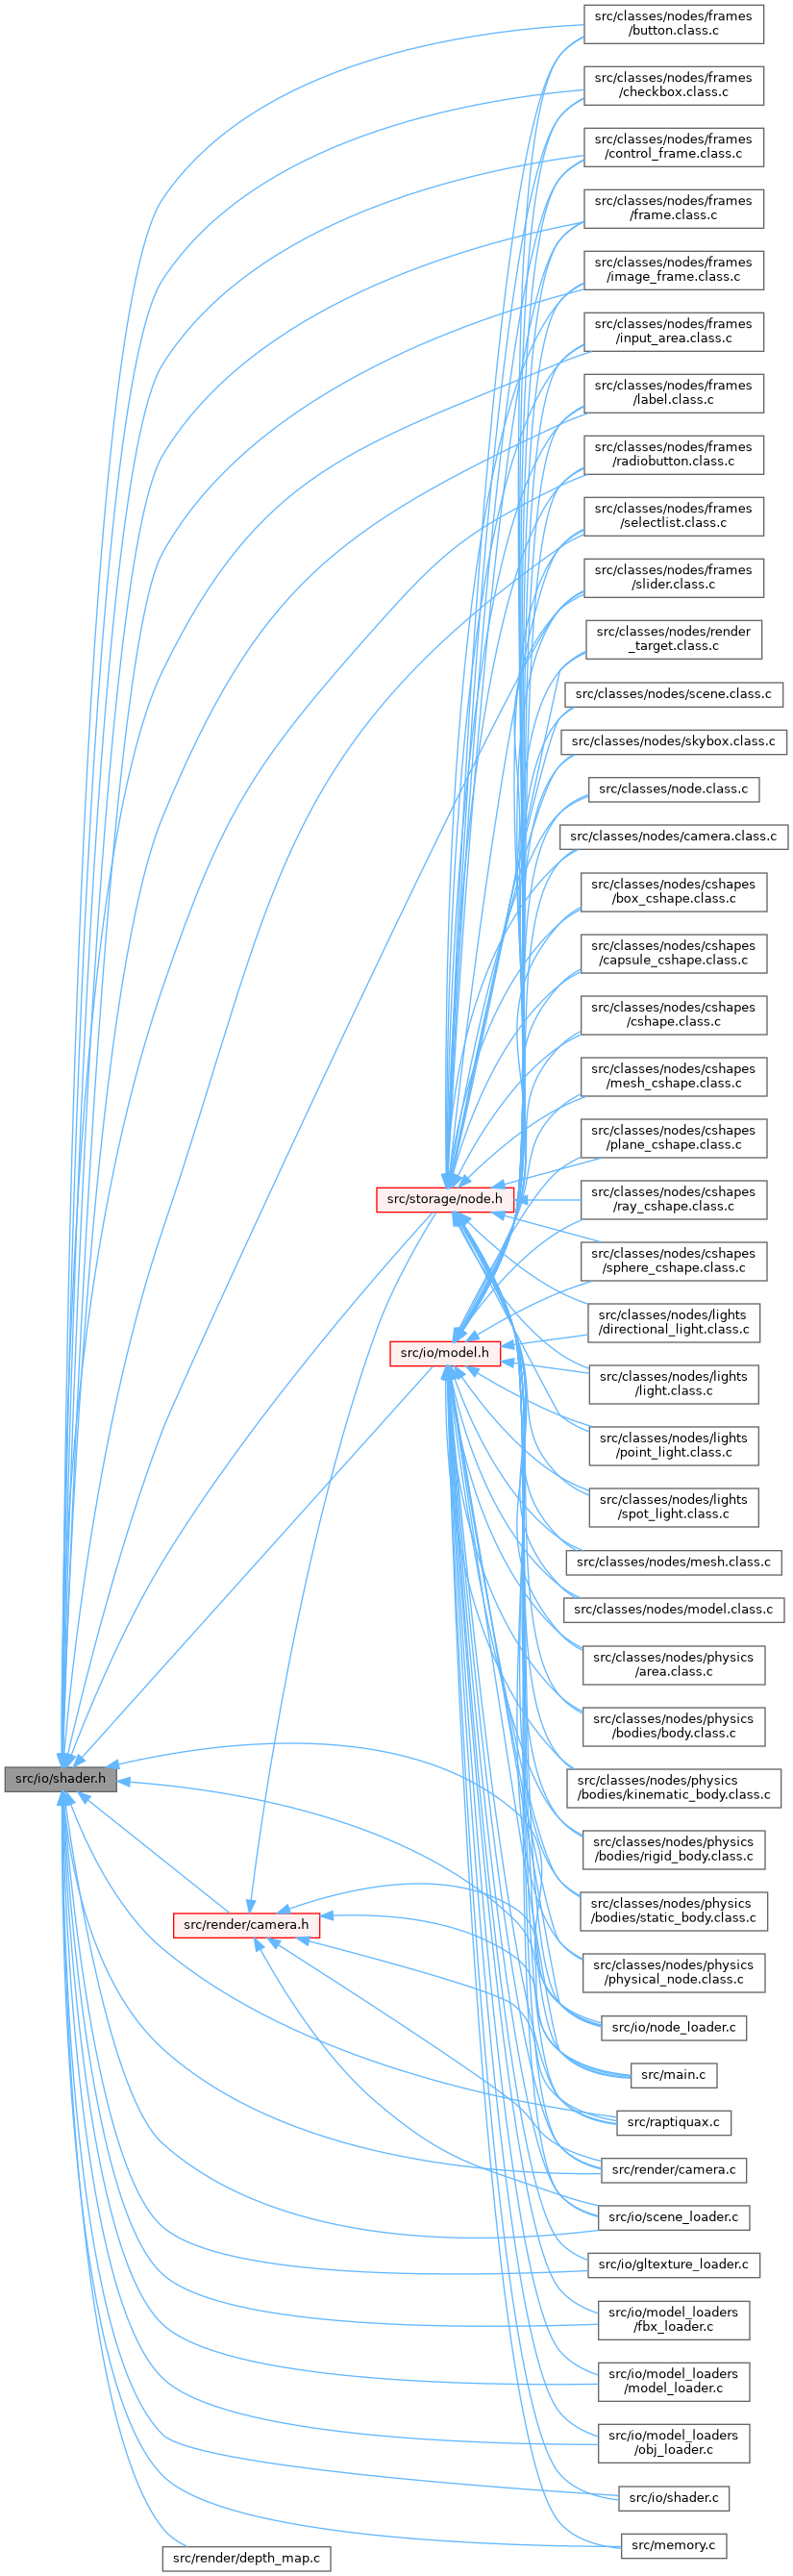 src/classes/nodes/frames
/button.class.c
src/classes/nodes/frames
/checkbox.class.c
src/classes/nodes/frames
/control_frame.class.c
src/classes/nodes/frames
/frame.class.c
src/classes/nodes/frames
/image_frame.class.c
src/classes/nodes/frames
/input_area.class.c
src/classes/nodes/frames
/label.class.c
src/classes/nodes/frames
/radiobutton.class.c
src/classes/nodes/frames
/selectlist.class.c
src/classes/nodes/frames
/slider.class.c
src/classes/nodes/render
_target.class.c
src/classes/nodes/scene.class.c
src/classes/nodes/skybox.class.c
src/classes/node.class.c
src/classes/nodes/camera.class.c
src/classes/nodes/cshapes
/box_cshape.class.c
src/classes/nodes/cshapes
/capsule_cshape.class.c
src/classes/nodes/cshapes
/cshape.class.c
src/classes/nodes/cshapes
/mesh_cshape.class.c
src/classes/nodes/cshapes
/plane_cshape.class.c
src/storage/node.h
src/classes/nodes/cshapes
/ray_cshape.class.c
src/classes/nodes/cshapes
/sphere_cshape.class.c
src/classes/nodes/lights
/directional_light.class.c
src/io/model.h
src/classes/nodes/lights
/light.class.c
src/classes/nodes/lights
/point_light.class.c
src/classes/nodes/lights
/spot_light.class.c
src/classes/nodes/mesh.class.c
src/classes/nodes/model.class.c
src/classes/nodes/physics
/area.class.c
src/classes/nodes/physics
/bodies/body.class.c
src/io/shader.h
src/classes/nodes/physics
/bodies/kinematic_body.class.c
src/classes/nodes/physics
/bodies/rigid_body.class.c
src/classes/nodes/physics
/bodies/static_body.class.c
src/render/camera.h
src/classes/nodes/physics
/physical_node.class.c
src/io/node_loader.c
src/main.c
src/raptiquax.c
src/render/camera.c
src/io/scene_loader.c
src/io/gltexture_loader.c
src/io/model_loaders
/fbx_loader.c
src/io/model_loaders
/model_loader.c
src/io/model_loaders
/obj_loader.c
src/io/shader.c
src/memory.c
src/render/depth_map.c